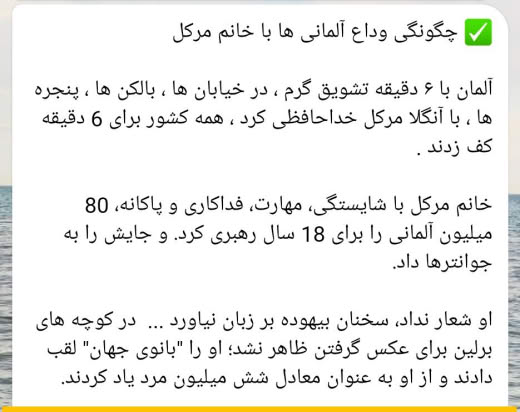 ✅ چگونگی وداع آلمانی ها با خانم مرکل
آلمان با ۶ دقیقه تشویق گرم ، در خیابان ها ، بالکن ها ، پنجره
ها ، با آنگلا مرکل خداحافظی کرد ، همه کشور برای 6 دقیقه
کف زدند .
خانم مرکل با شایستگی، مهارت، فداکاری و پاکانه، 80
میلیون آلمانی را برای 18 سال رهبری کرد. و جایش را به
جوانترها داد.
او شعار نداد، سخنان بیهوده بر زبان نیاورد ... در کوچه های
برلین برای عکس گرفتن ظاهر نشد؛ او را "بانوی جهان" لقب
دادند و از او به عنوان معادل شش میلیون مرد یاد کردند.